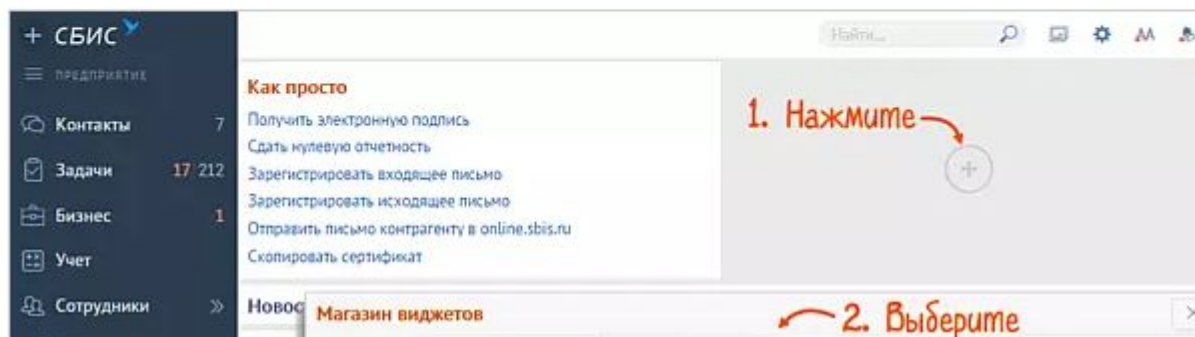 + СБИС
Найти...
ПРЕДПРИЯТИЕ
Контакты 7
Задачи 17 212
Бизнес 1
Учет
Сотрудники
Как просто
Получить электронную подпись
Сдать нулевую отчетность
Зарегистрировать входящее письмо
Зарегистрировать исходящее письмо
Отправить письмо контрагенту в online.sbis.ru
Скопировать сертификат
1. Нажмите
Новос
Магазин виджетов
2. Выберите